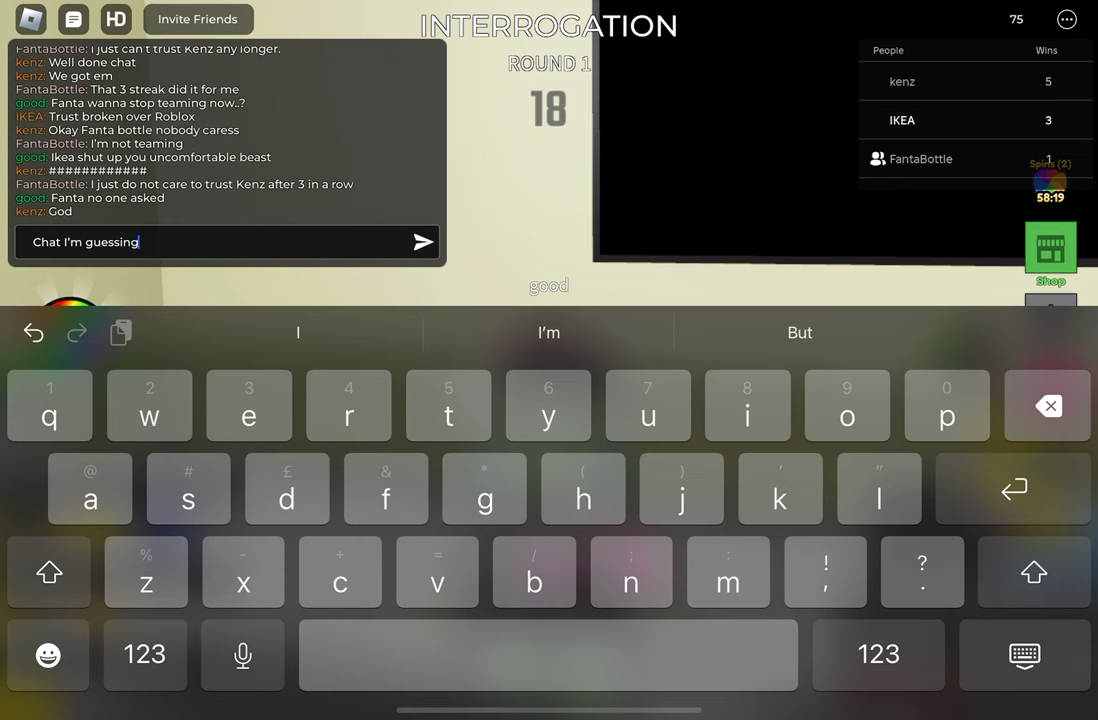 HD
Invite Friends
INTERROGATION
75
FantaBottle: I just can't trust Kenz any longer.
kenz: Well done chat
kenz: We got em
FantaBottle: That 3 streak did it for me
good: Fanta wanna stop teaming now..?
IKEA: Trust broken over Roblox
kenz: Okay Fanta bottle nobody caress
FantaBottle: I'm not teaming
good: Ikea shut up you uncomfortable beast
kenz: ############
FantaBottle: I just do not care to trust Kenz after 3 in a row
good: Fanta no one asked
kenz: God
Chat I'm guessing
ROUND 1
18
good
People Wins
kenz 5
IKEA 3
FantaBottle 1
Spins (2)
58:19
Shop
I I'm But
1 2 3 4 5 6 7 8 9 0
q w e r t y u i o p
@ # £ & * ( ) ' "
a s d f g h j k l
% - + = / ; : ! ?
z x c v b n m , .
123 123